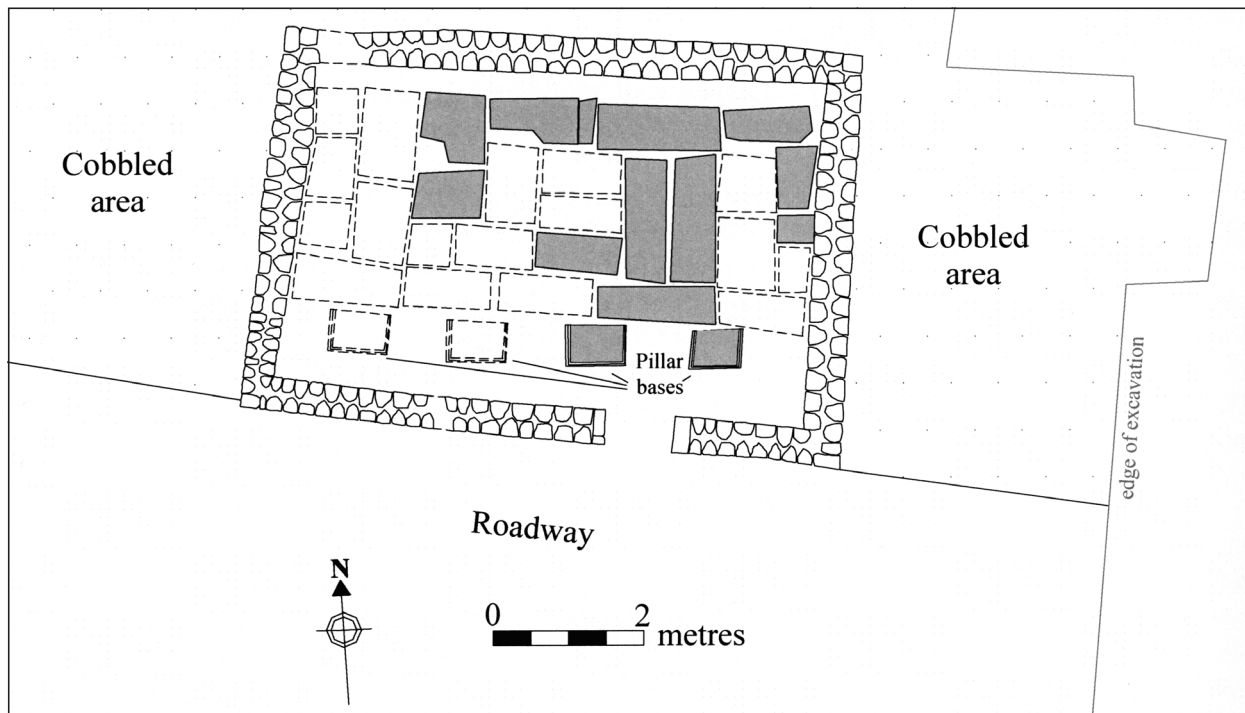 Cobbled
area
Cobbled
area
Pillar
bases
edge of excavation
Roadway
N
0 2
metres